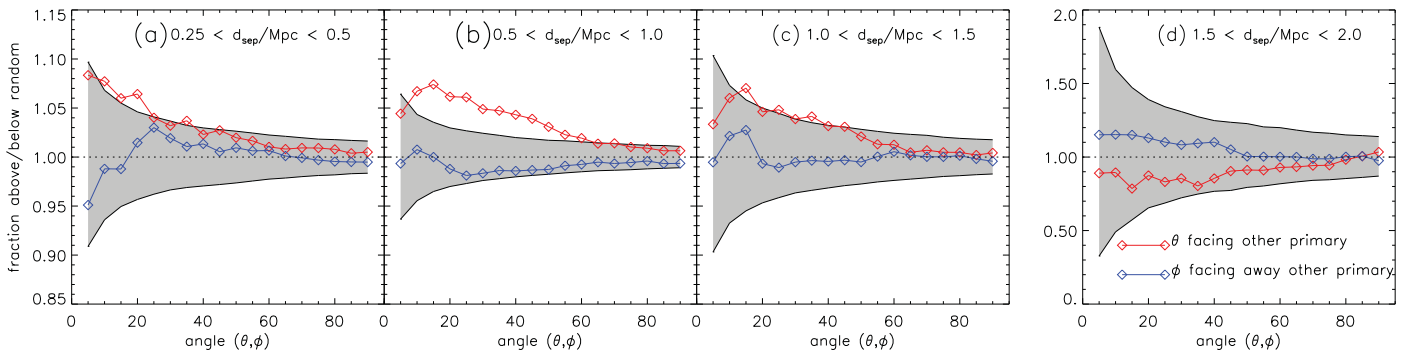 fraction above/below random
1.15
1.10
1.05
1.00
0.95
0.90
0.85
(a) 0.25 < d_sep/Mpc < 0.5
0 20 40 60 80
angle (θ,φ)
(b) 0.5 < d_sep/Mpc < 1.0
0 20 40 60 80
angle (θ,φ)
(c) 1.0 < d_sep/Mpc < 1.5
0 20 40 60 80
angle (θ,φ)
2.0
1.50
1.00
0.50
0.
(d) 1.5 < d_sep/Mpc < 2.0
θ facing other primary
φ facing away other primary
0 20 40 60 80
angle (θ,φ)